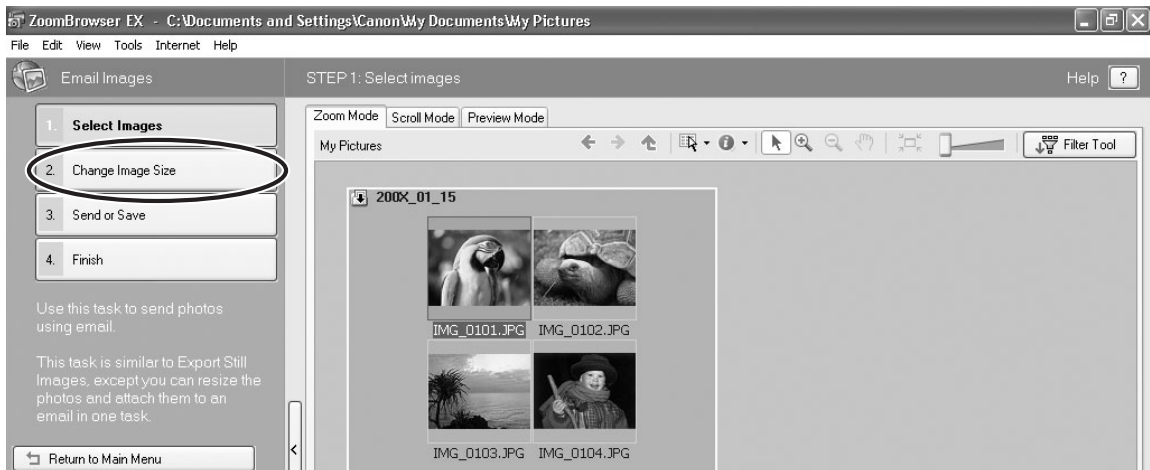 ZoomBrowser EX - C:\Documents and Settings\Canon\My Documents\My Pictures
File Edit View Tools Internet Help
Email Images
STEP 1: Select images
Help ?
1. Select Images
2. Change Image Size
3. Send or Save
4. Finish
Use this task to send photos
using email.
This task is similar to Export Still
Images, except you can resize the
photos and attach them to an
email in one task.
Return to Main Menu
Zoom Mode Scroll Mode Preview Mode
My Pictures
Filter Tool
200X_01_15
IMG_0101.JPG IMG_0102.JPG
IMG_0103.JPG IMG_0104.JPG